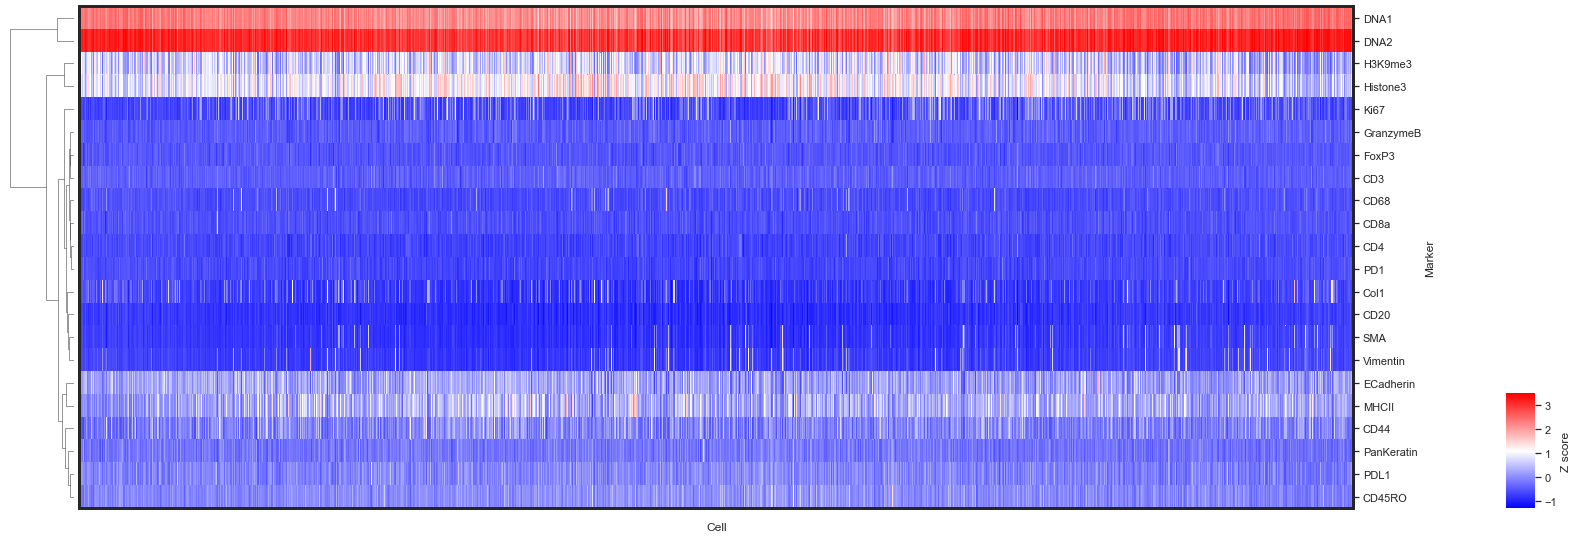 DNA1
DNA2
H3K9me3
Histone3
Ki67
GranzymeB
FoxP3
CD3
CD68
CD8a
CD4
PD1
Col1
CD20
SMA
Vimentin
ECadherin
MHCII
CD44
PanKeratin
PDL1
CD45RO
Marker
Cell
3
2
1
0
−1
Z score